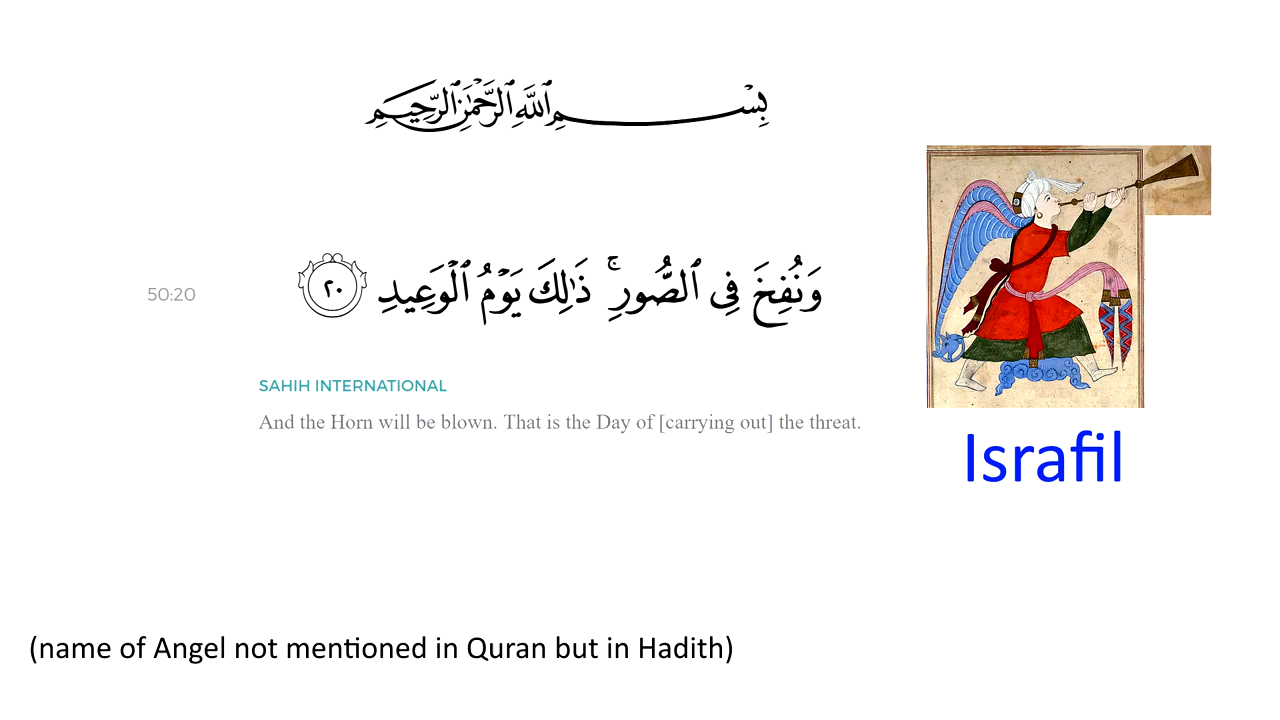 بِسْمِ ٱللَّهِ ٱلرَّحْمَٰنِ ٱلرَّحِيمِ
50:20
وَنُفِخَ فِى ٱلصُّورِ ۚ ذَٰلِكَ يَوْمُ ٱلْوَعِيدِ ٢٠
SAHIH INTERNATIONAL
And the Horn will be blown. That is the Day of [carrying out] the threat.
Israfil
(name of Angel not mentioned in Quran but in Hadith)